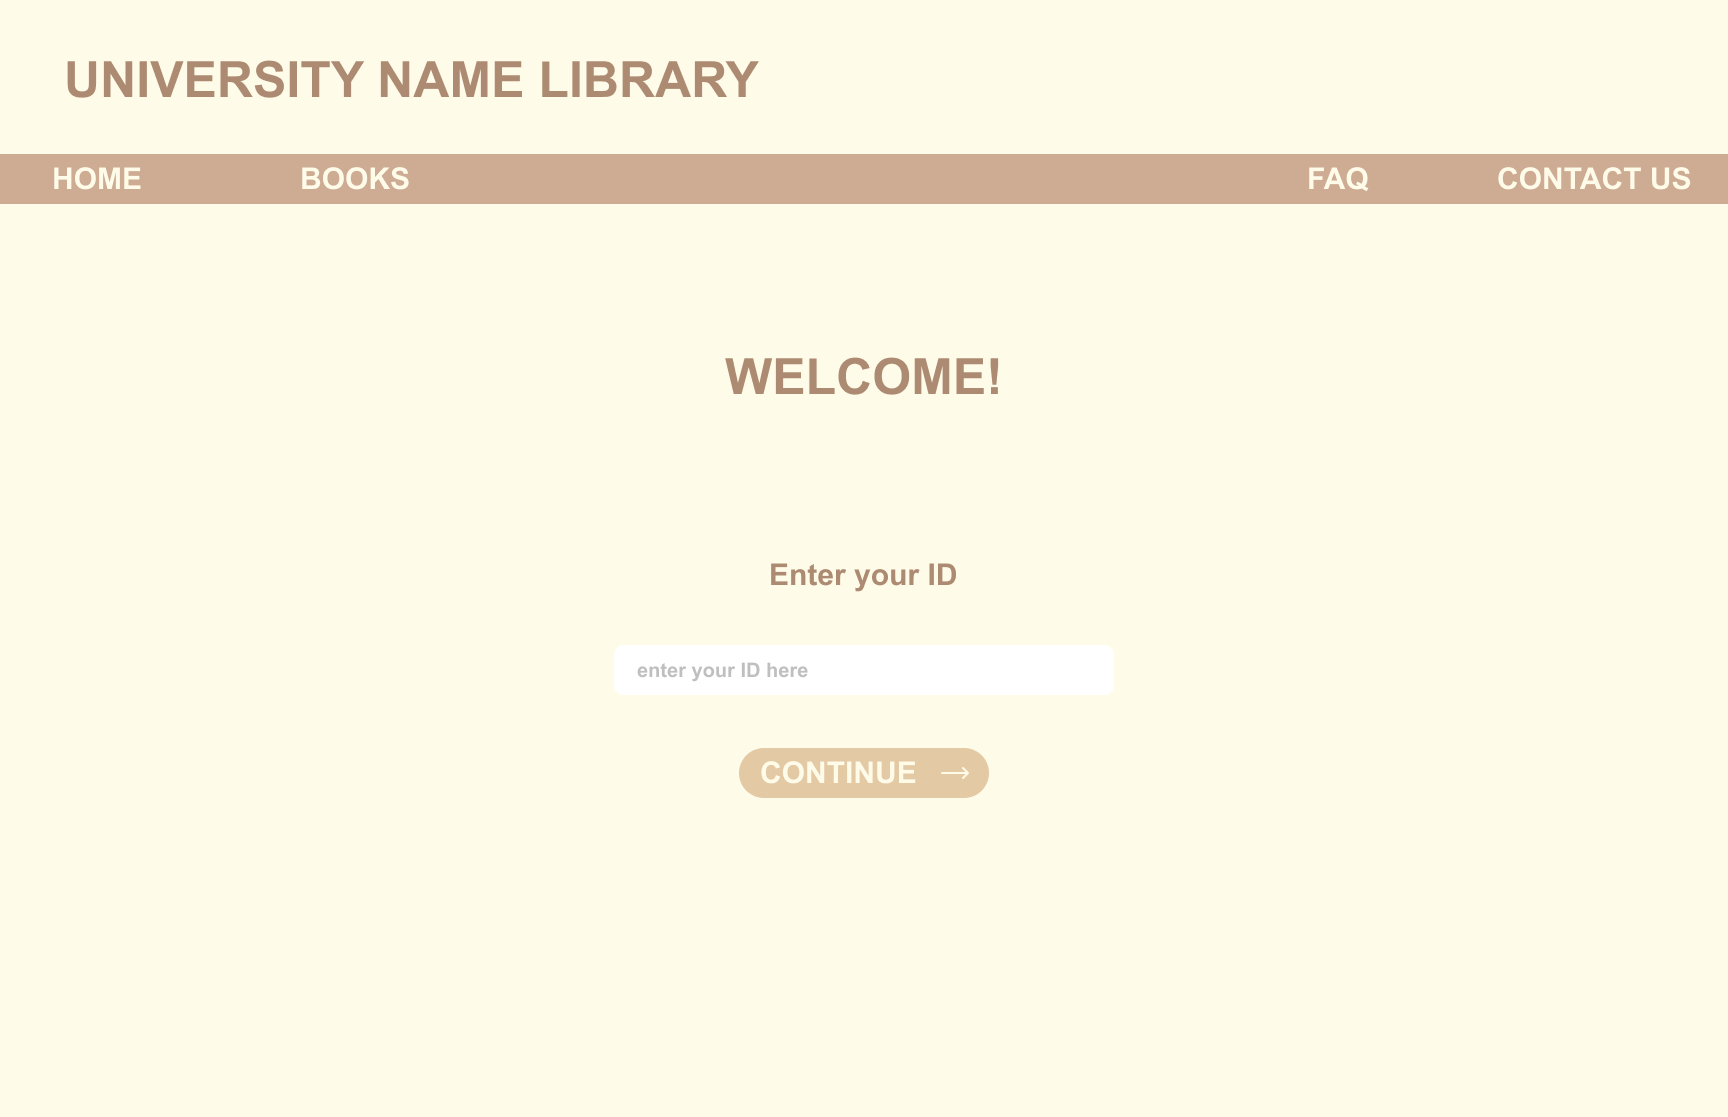 UNIVERSITY NAME LIBRARY
HOME BOOKS FAQ CONTACT US
WELCOME!
Enter your ID
enter your ID here
CONTINUE